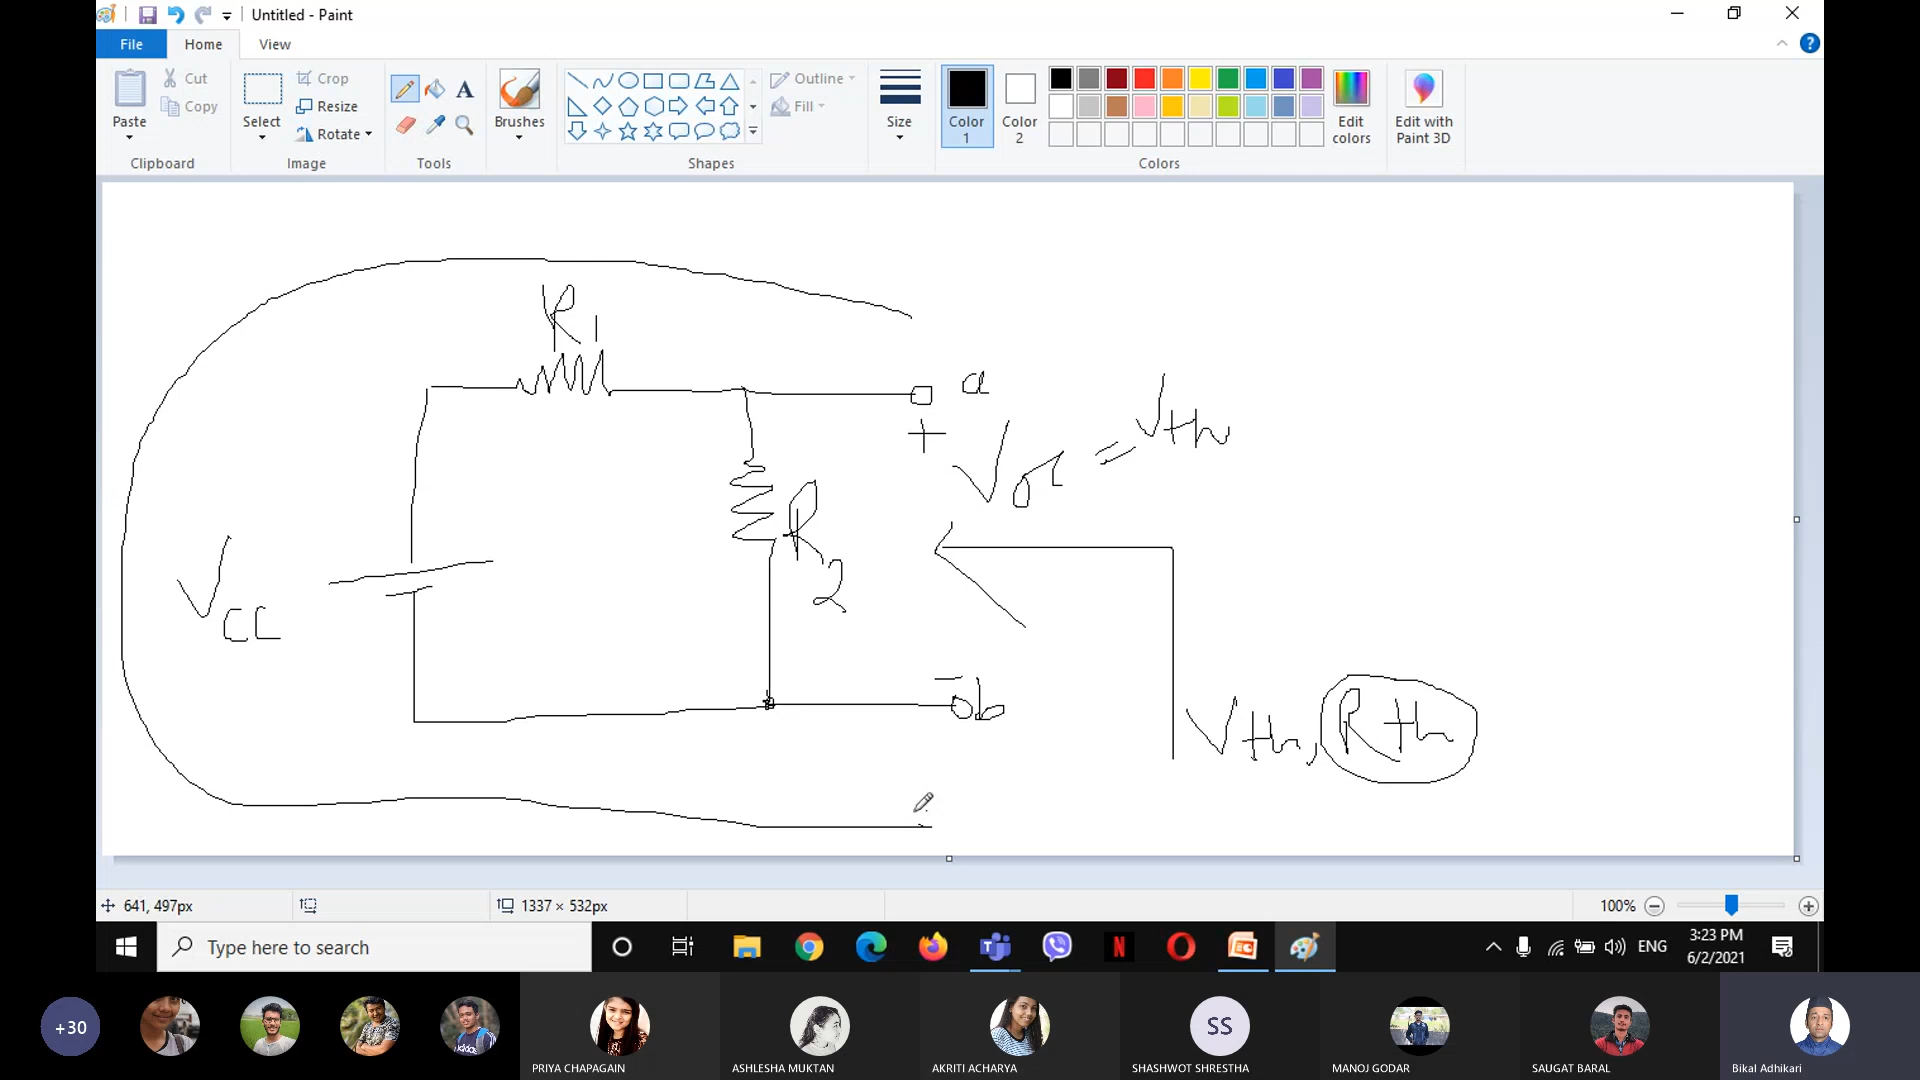 Untitled - Paint
File Home View
Paste Cut Copy Clipboard
Select Crop Resize Rotate Image
Tools
Brushes
Shapes Outline Fill
Size
Color 1 Color 2 Edit colors Colors
Edit with Paint 3D
R1
a
+
Voc = Vth
R2
VCC
- b
Vth, Rth
641, 497px
1337 × 532px
100%
Type here to search
ENG
3:23 PM
6/2/2021
+30
adidas
SS
PRIYA CHAPAGAIN
ASHLESHA MUKTAN
AKRITI ACHARYA
SHASHWOT SHRESTHA
MANOJ GODAR
SAUGAT BARAL
Bikal Adhikari